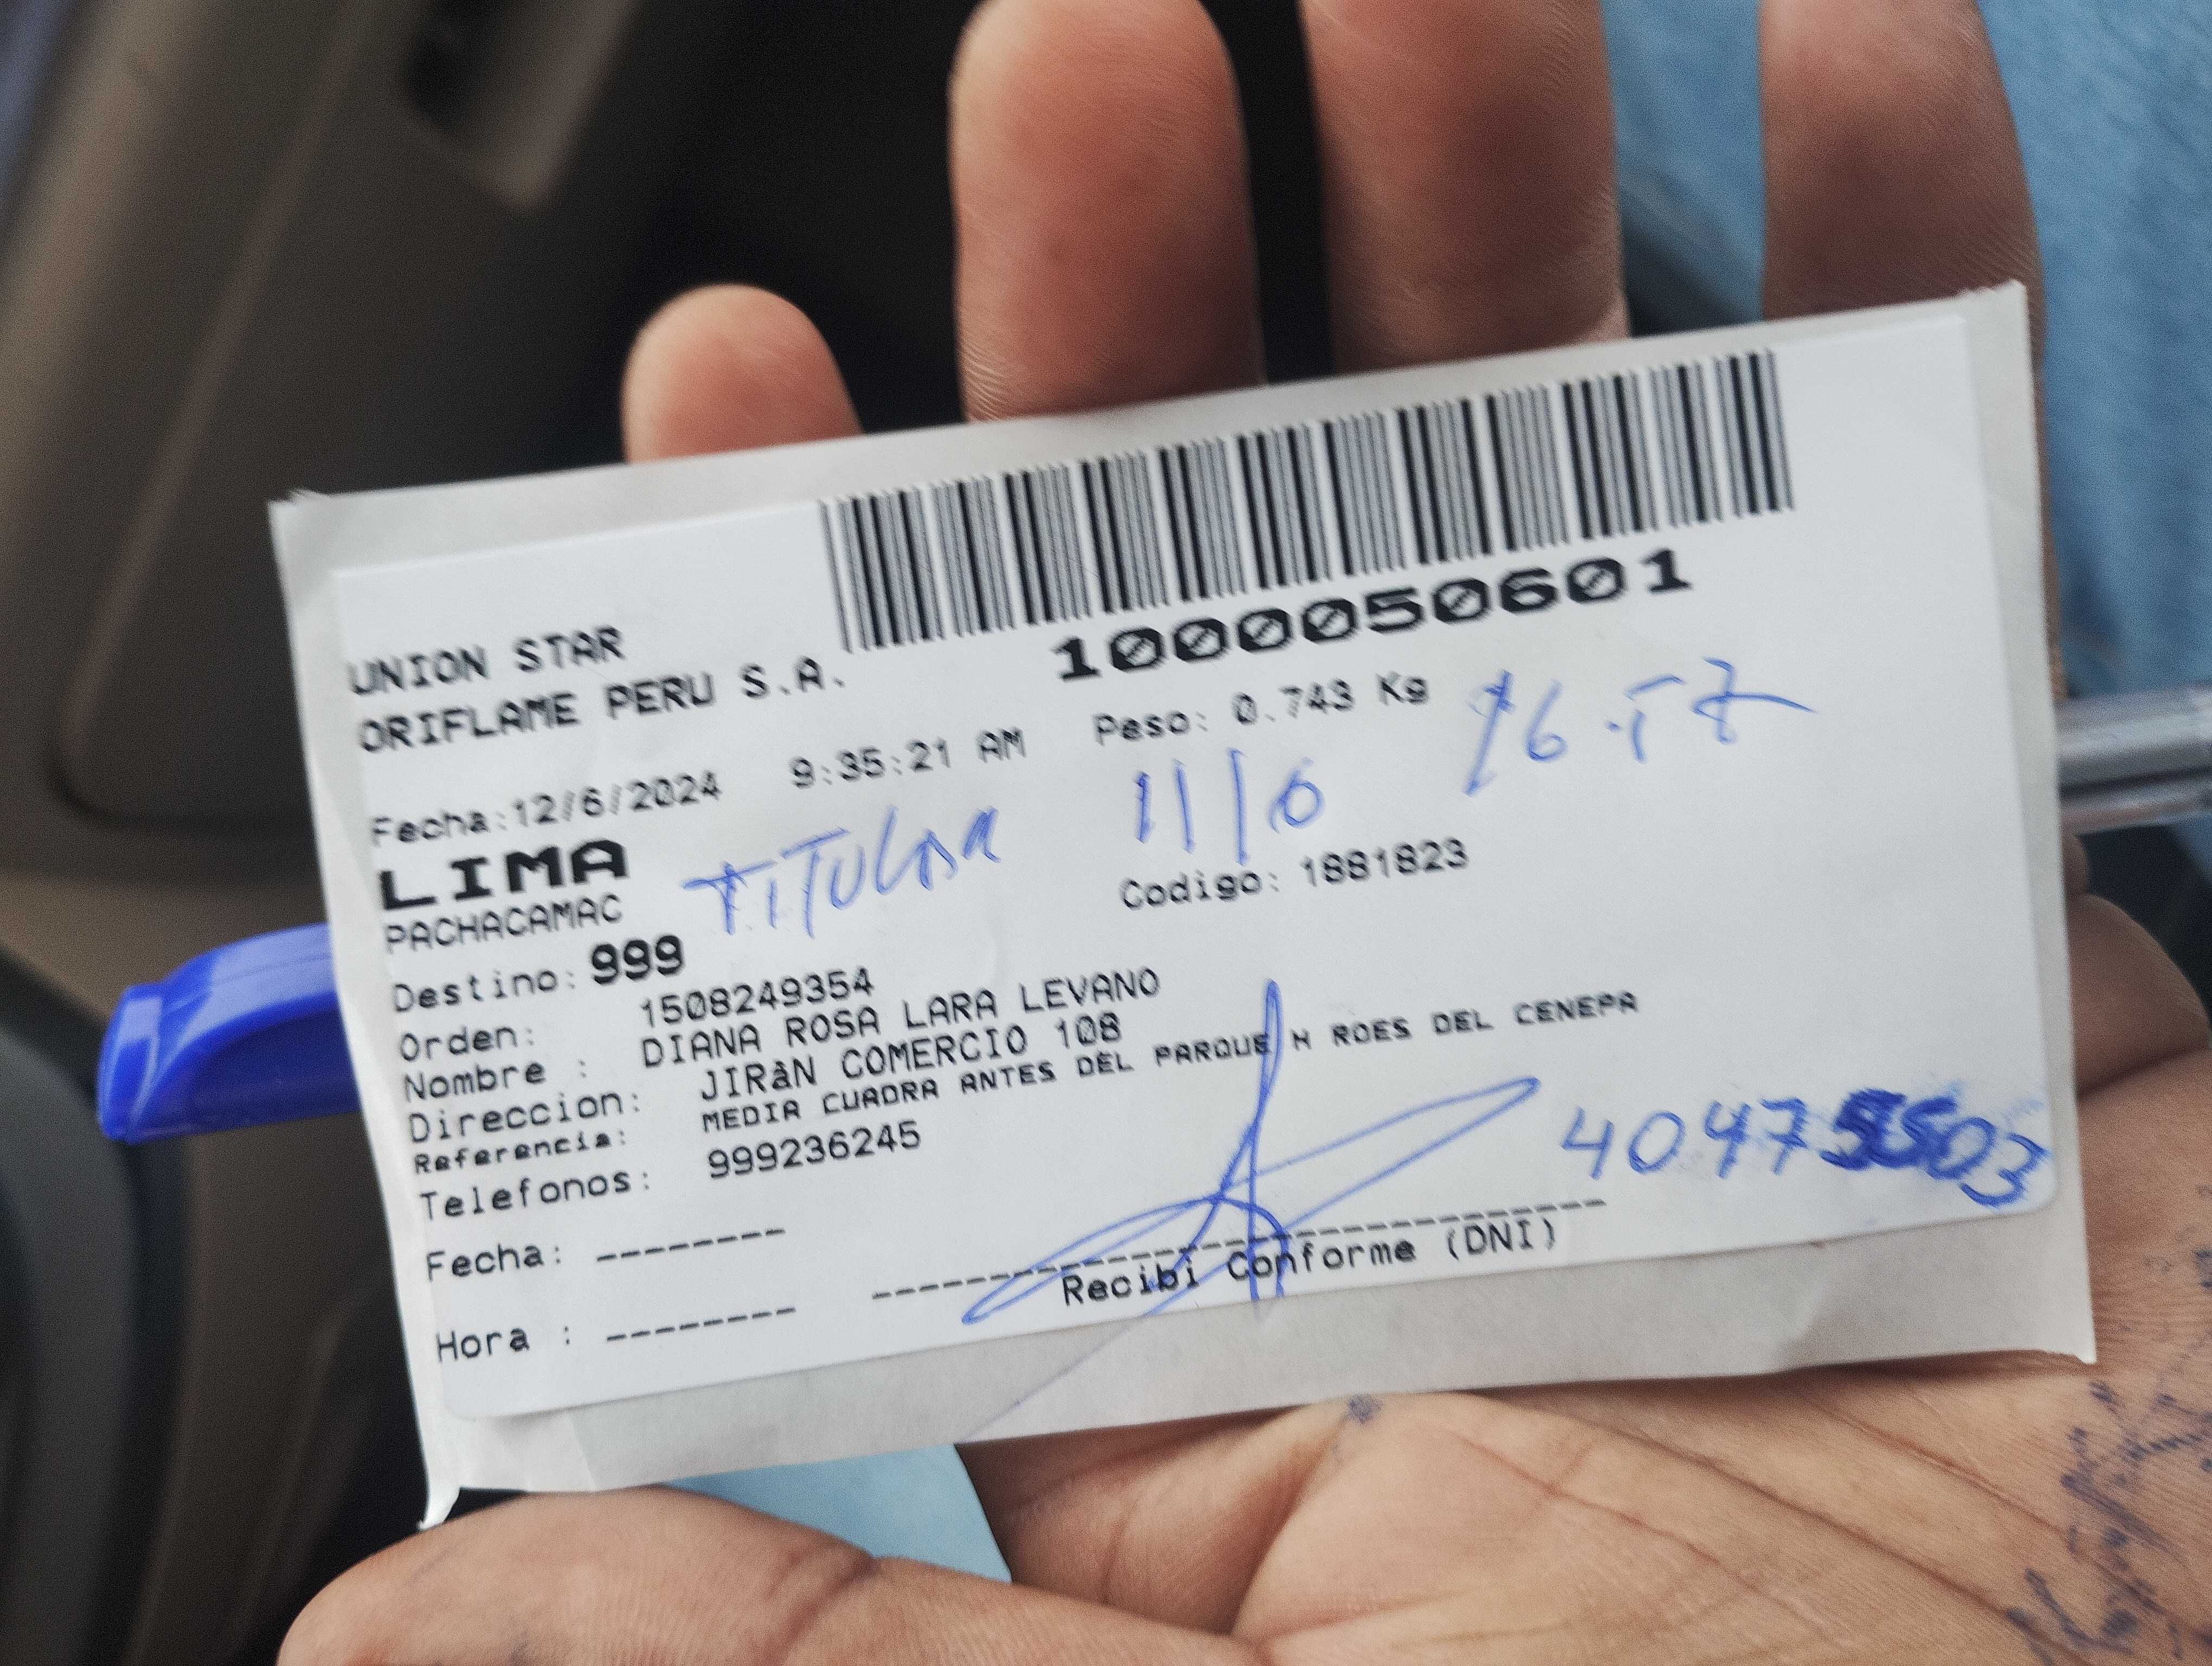 1000050601
UNION STAR
ORIFLAME PERU S.A.
Fecha:12/6/2024 9:35:21 AM Peso: 0.743 Kg
LIMA TiTULAR 11/6
PACHACAMAC Codigo: 1881823
Destino: 999
Orden: 1508249354
Nombre : DIANA ROSA LARA LEVANO
Direccion: JIRàN COMERCIO 108
Referencia: MEDIA CUADRA ANTES DEL PARQUE H ROES DEL CENEPA
Telefonos: 999236245
Fecha: --------
Hora : --------
Recibi Conforme (DNI)